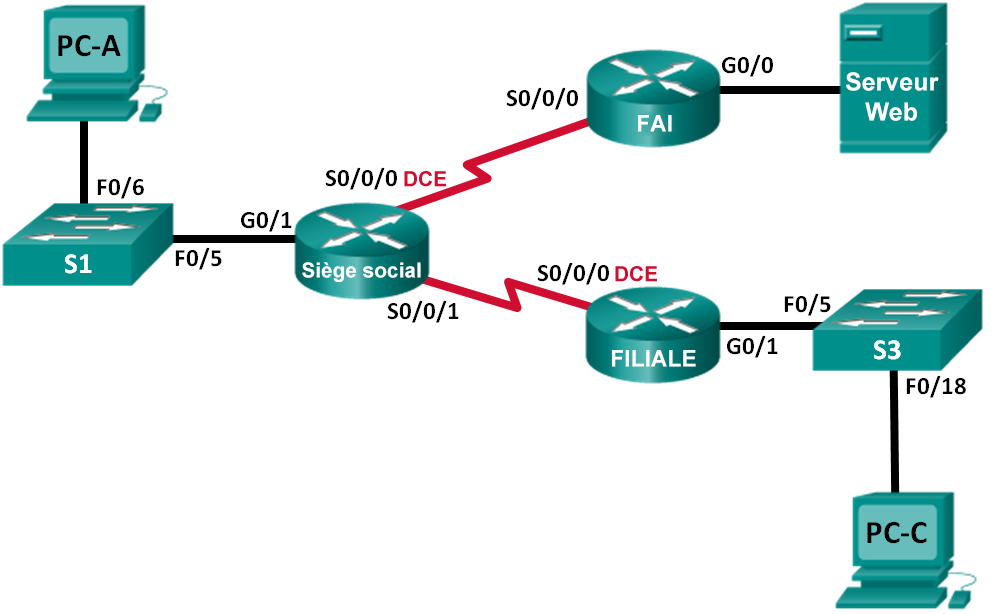 PC-A
F0/6
S1
F0/5
G0/1
S0/0/0 DCE
Siège social
S0/0/1
S0/0/0
FAI
G0/0
Serveur
Web
S0/0/0 DCE
FILIALE
G0/1
F0/5
S3
F0/18
PC-C